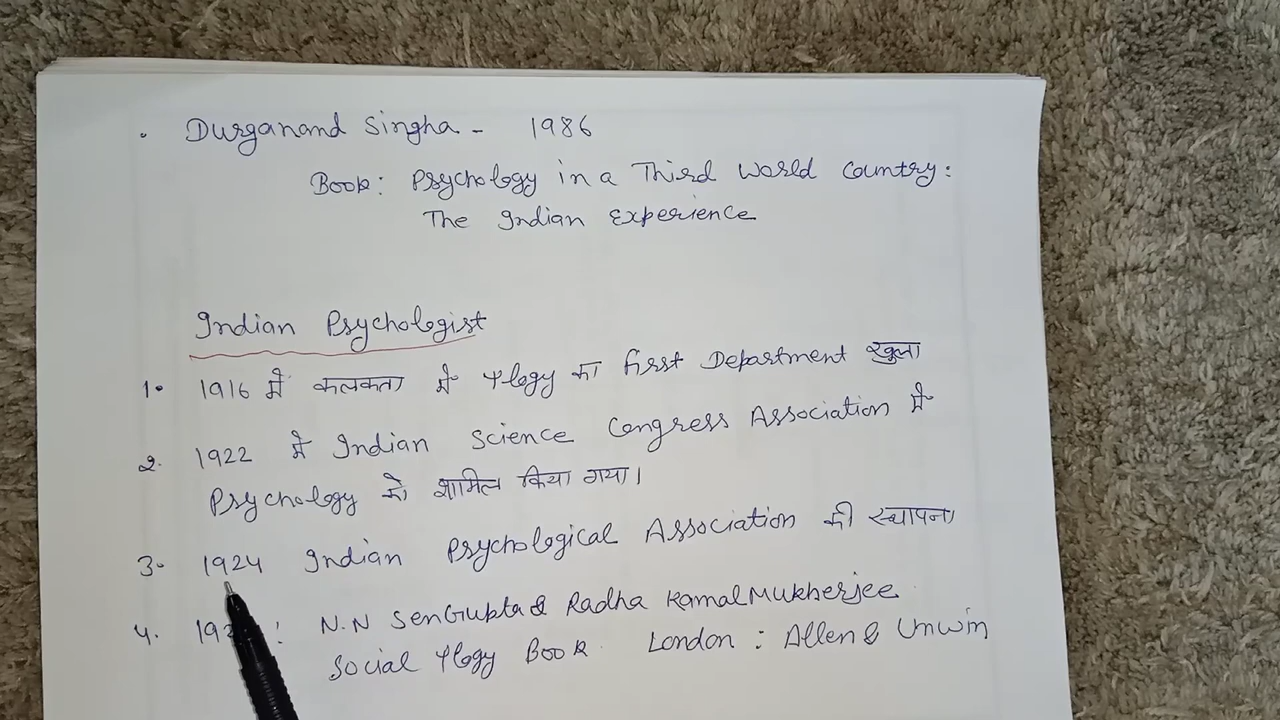 . Durganand Singha - 1986
Book: Psychology in a Third World Country:
The Indian Experience
Indian Psychologist
1. 1916 में कलकता में Ψlogy का first Department खुला
2. 1922 में Indian Science Congress Association में
Psychology को शामिल किया गया।
3. 1924 Indian Psychological Association की स्थापना
4. : N.N SenGupta & Radha Kamal Mukherjee
Social Ψlogy Book London : Allen & Unwin